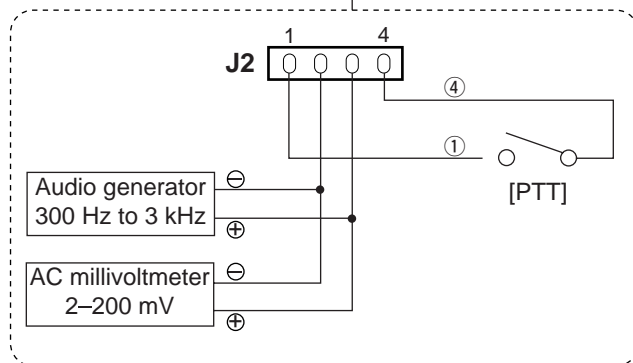 1 4
J2
④
①
[PTT]
Audio generator
300 Hz to 3 kHz
⊖
⊕
AC millivoltmeter
2–200 mV
⊖
⊕